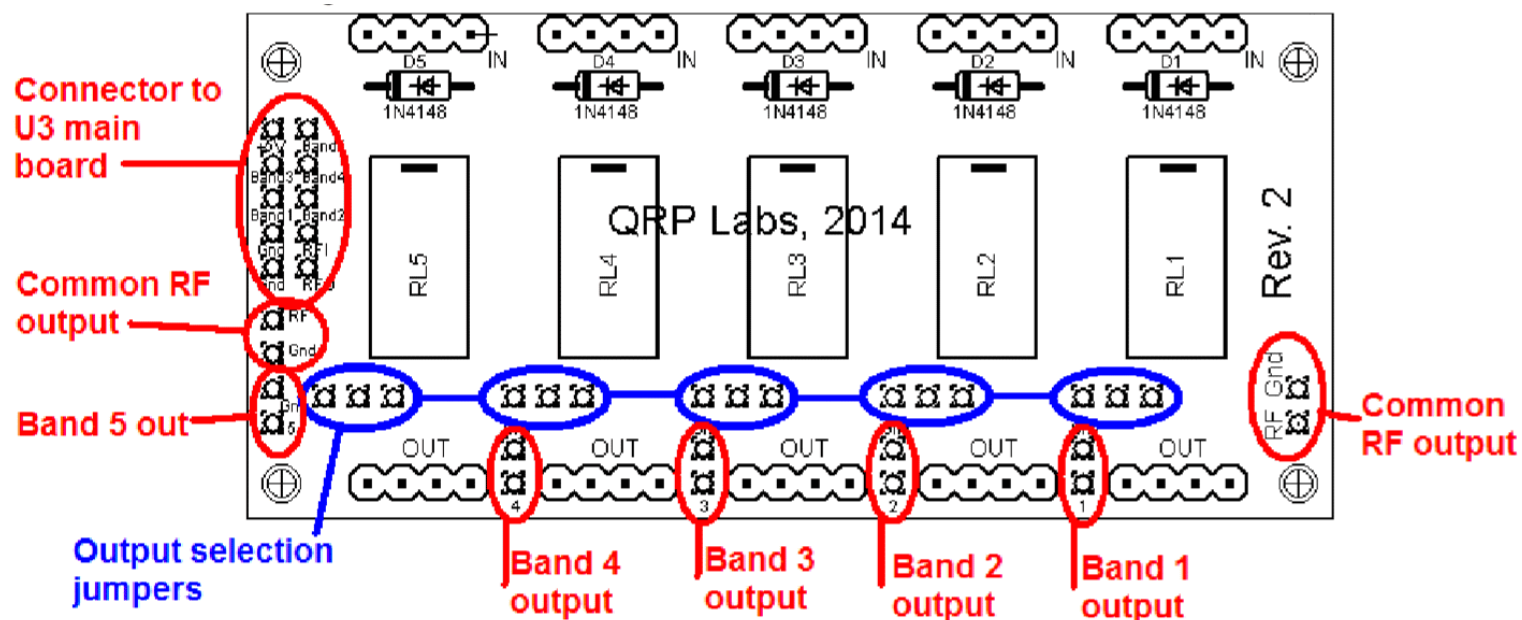 IN
IN
IN
IN
IN
D5
D4
D3
D2
D1
1N4148
1N4148
1N4148
1N4148
1N4148
Connector to
U3 main
board
Band
Band3 Band4
Band1 Band2
Gnd
QRP Labs, 2014
RL5
RL4
RL3
RL2
RL1
Rev. 2
Common RF
output
RF
Gnd
Band 5 out
5
OUT
OUT
OUT
OUT
OUT
4
3
2
1
RF Gnd
Common
RF output
Output selection
jumpers
Band 4
output
Band 3
output
Band 2
output
Band 1
output